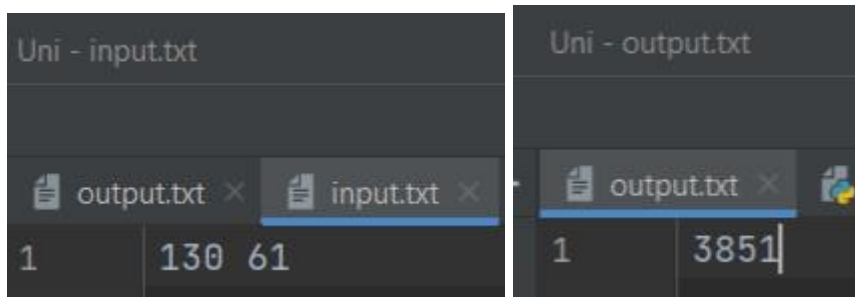 Uni - input.txt
output.txt input.txt
1 130 61
Uni - output.txt
output.txt
1 3851